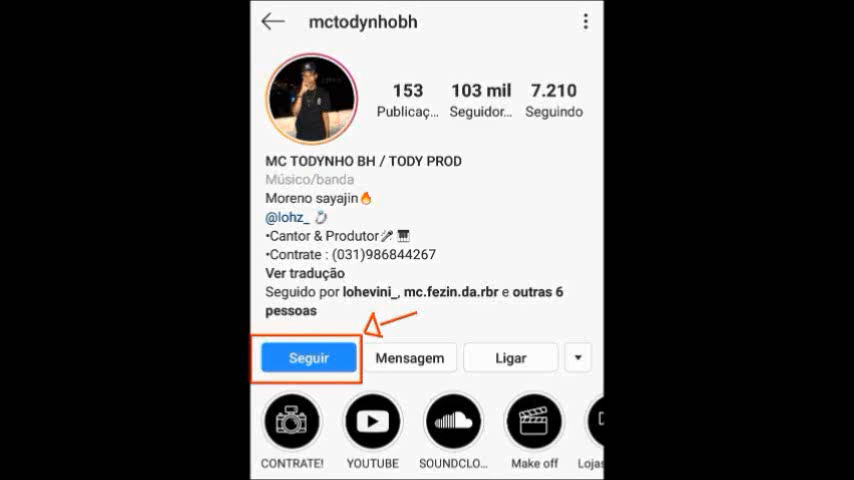 mctodynhobh
153 103 mil 7.210
Publicaç... Seguidor... Seguindo
MC TODYNHO BH / TODY PROD
Músico/banda
Moreno sayajin🔥
@lohz_ 💍
•Cantor & Produtor🎤 🎹
•Contrate : (031)986844267
Ver tradução
Seguido por lohevini_, mc.fezin.da.rbr e outras 6
pessoas
Seguir Mensagem Ligar
CONTRATE! YOUTUBE SOUNDCLO... Make off Lojas